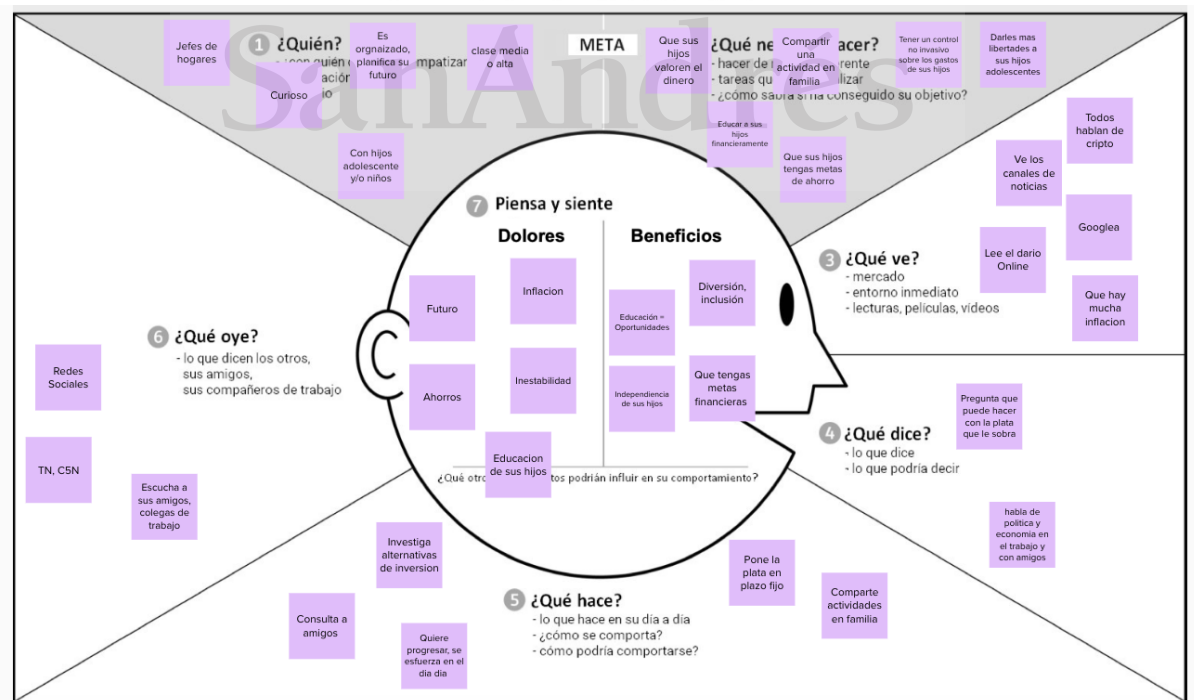 SanAndrés
1 ¿Quién?
Jefes de
hogares
Curioso
Es
orgnaizado,
planifica su
futuro
clase media
o alta
Con hijos
adolescente
y/o niños
META
Que sus
hijos
valoren el
dinero
Compartir
una
actividad en
familia
Tener un control
no invasivo
sobre los gastos
de sus hijos
Darles mas
libertades a
sus hijos
adolescentes
- hacer de
- tareas
- ¿cómo sabrá si ha conseguido su objetivo?
Educar a sus
hijos
financieramente
Que sus hijos
tengas metas
de ahorro
3 ¿Qué ve?
- mercado
- entorno inmediato
- lecturas, películas, vídeos
Todos
hablan de
cripto
Ve los
canales de
noticias
Googlea
Lee el dario
Online
Que hay
mucha
inflacion
7 Piensa y siente
Dolores
Futuro
Inflacion
Ahorros
Inestabilidad
Educacion
de sus hijos
Beneficios
Educación =
Oportunidades
Diversión,
inclusión
Independiencia
de sus hijos
Que tengas
metas
financieras
¿Qué podrían influir en su comportamiento?
6 ¿Qué oye?
- lo que dicen los otros,
sus amigos,
sus compañeros de trabajo
Redes
Sociales
TN, C5N
Escucha a
sus amigos,
colegas de
trabajo
4 ¿Qué dice?
- lo que dice
- lo que podría decir
Pregunta que
puede hacer
con la plata
que le sobra
habla de
politica y
economia en
el trabajo y
con amigos
5 ¿Qué hace?
- lo que hace en su día a día
- ¿cómo se comporta?
- cómo podría comportarse?
Investiga
alternativas
de inversion
Consulta a
amigos
Quiere
progresar, se
esfuerza en el
dia dia
Pone la
plata en
plazo fijo
Comparte
actividades
en familia